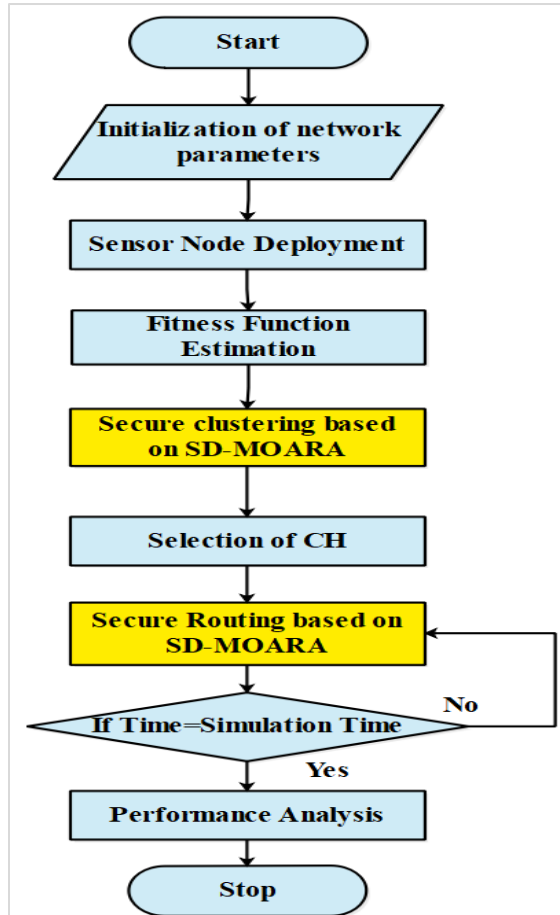 Start
Initialization of network
parameters
Sensor Node Deployment
Fitness Function
Estimation
Secure clustering based
on SD-MOARA
Selection of CH
Secure Routing based on
SD-MOARA
No
If Time=Simulation Time
Yes
Performance Analysis
Stop